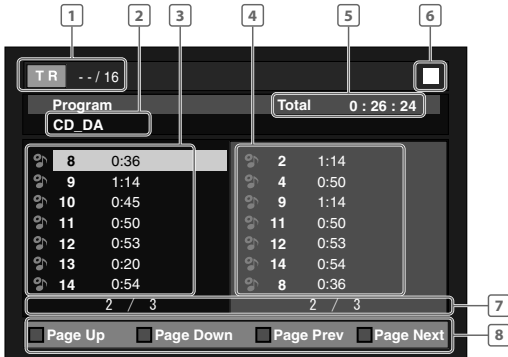 1 2 3 4 5 6
TR - - / 16
Program Total 0 : 26 : 24
CD_DA
8 0:36 2 1:14
9 1:14 4 0:50
10 0:45 9 1:14
11 0:50 11 0:50
12 0:53 12 0:53
13 0:20 14 0:54
14 0:54 8 0:36
2 / 3 2 / 3 7
Page Up Page Down Page Prev Page Next 8